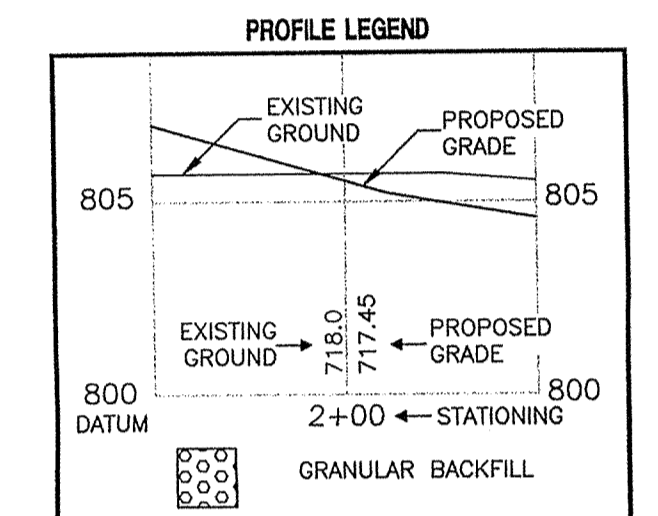 PROFILE LEGEND
EXISTING
GROUND
PROPOSED
GRADE
805
805
EXISTING
GROUND
718.0
717.45
PROPOSED
GRADE
800
DATUM
800
2+00
STATIONING
GRANULAR BACKFILL